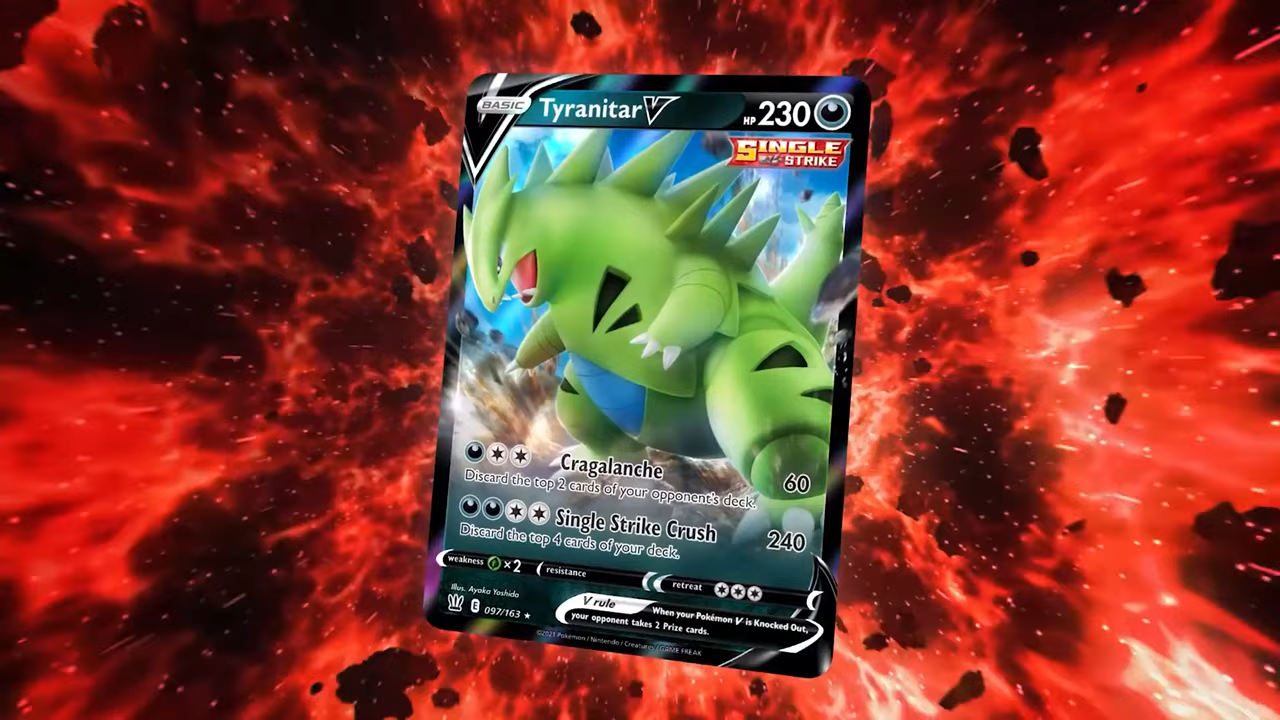 BASIC Tyranitar V HP 230
SINGLE
STRIKE
Cragalanche 60
Discard the top 2 cards of your opponent's deck.
Single Strike Crush 240
Discard the top 4 cards of your deck.
weakness ×2 resistance retreat
Illus. Ayaka Yoshida
E 097/163
V rule When your Pokémon V is Knocked Out,
your opponent takes 2 Prize cards.
©2021 Pokémon / Nintendo / Creatures / GAME FREAK